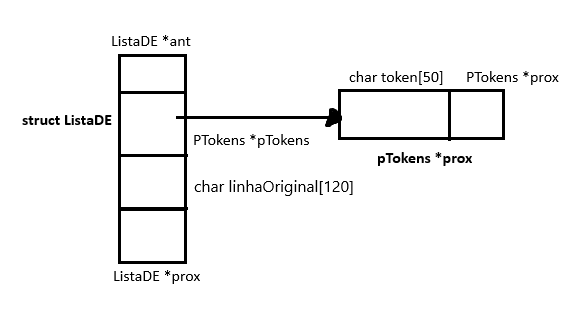 ListaDE *ant
char token[50] PTokens *prox
struct ListaDE
PTokens *pTokens
pTokens *prox
char linhaOriginal[120]
ListaDE *prox